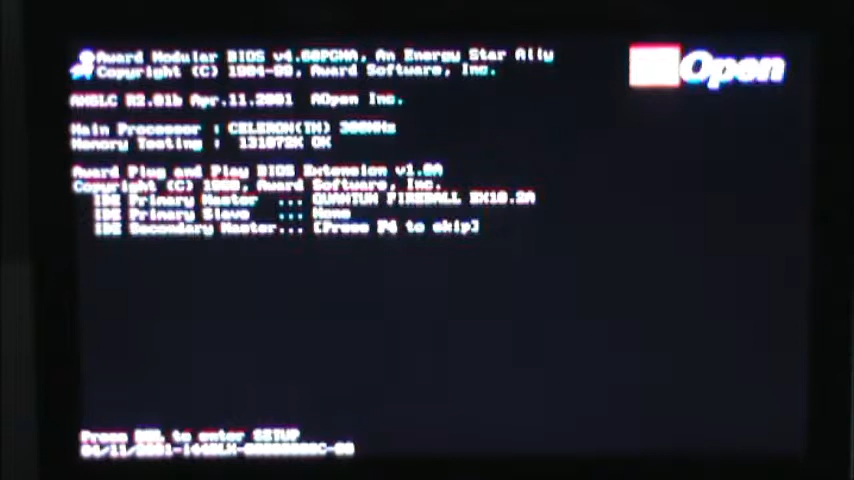 Award Modular BIOS v4.60PGMA, An Energy Star Ally
Copyright (C) 1984-98, Award Software, Inc.
Open
R2.01b Apr.11.2001 AOpen Inc.
Main Processor : CELERON(TM) 300MHz
Memory Testing : 131072K OK
Award Plug and Play BIOS Extension v1.0A
Copyright (C) 1998, Award Software, Inc.
IDE Primary Master ... QUANTUM FIREBALL EX10.2A
IDE Primary Slave ... None
IDE Secondary Master... [Press F4 to skip]
Press DEL to enter SETUP